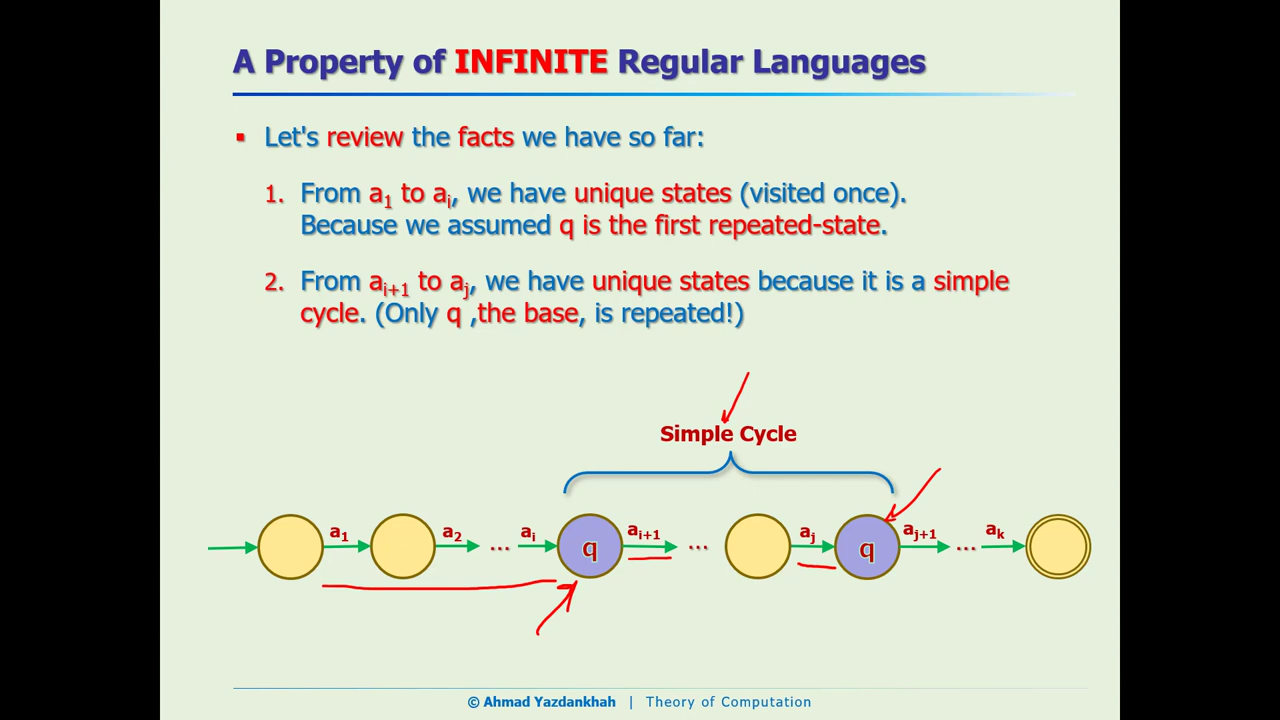 A Property of INFINITE Regular Languages
▪ Let's review the facts we have so far:
1. From a1 to ai, we have unique states (visited once).
Because we assumed q is the first repeated-state.
2. From ai+1 to aj, we have unique states because it is a simple
cycle. (Only q ,the base, is repeated!)
Simple Cycle
a1 a2 ... ai q ai+1 ... aj q aj+1 ... ak
© Ahmad Yazdankhah | Theory of Computation